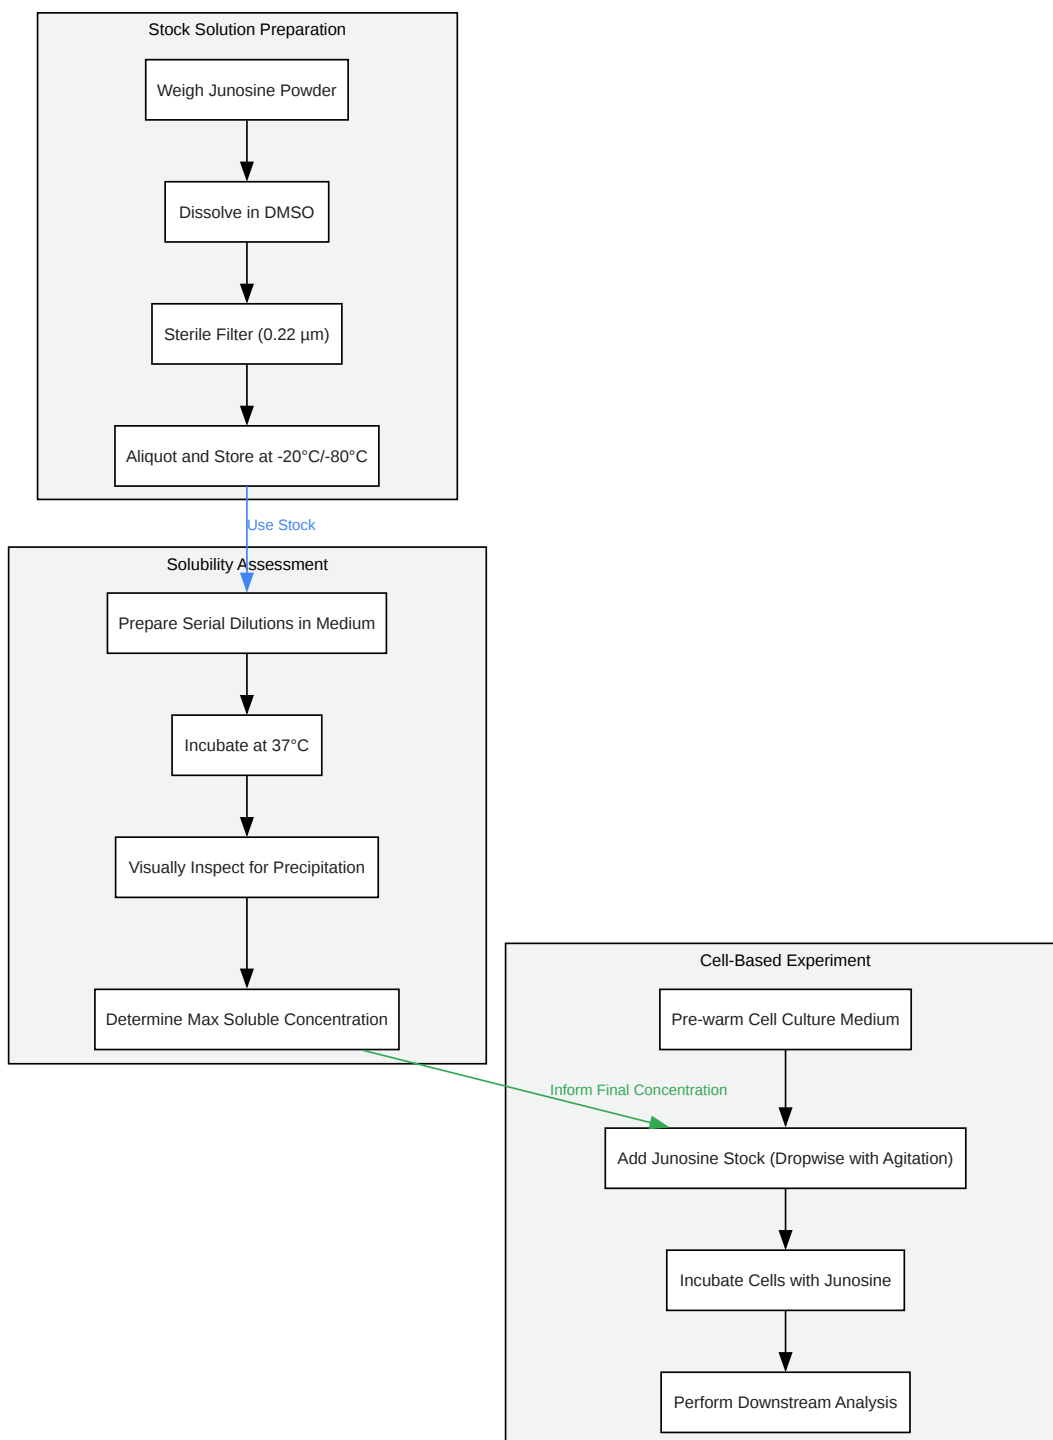 Stock Solution Preparation
Weigh Junosine Powder
Dissolve in DMSO
Sterile Filter (0.22 µm)
Aliquot and Store at -20°C/-80°C
Use Stock
Solubility Assessment
Prepare Serial Dilutions in Medium
Incubate at 37°C
Visually Inspect for Precipitation
Determine Max Soluble Concentration
Cell-Based Experiment
Pre-warm Cell Culture Medium
Inform Final Concentration
Add Junosine Stock (Dropwise with Agitation)
Incubate Cells with Junosine
Perform Downstream Analysis